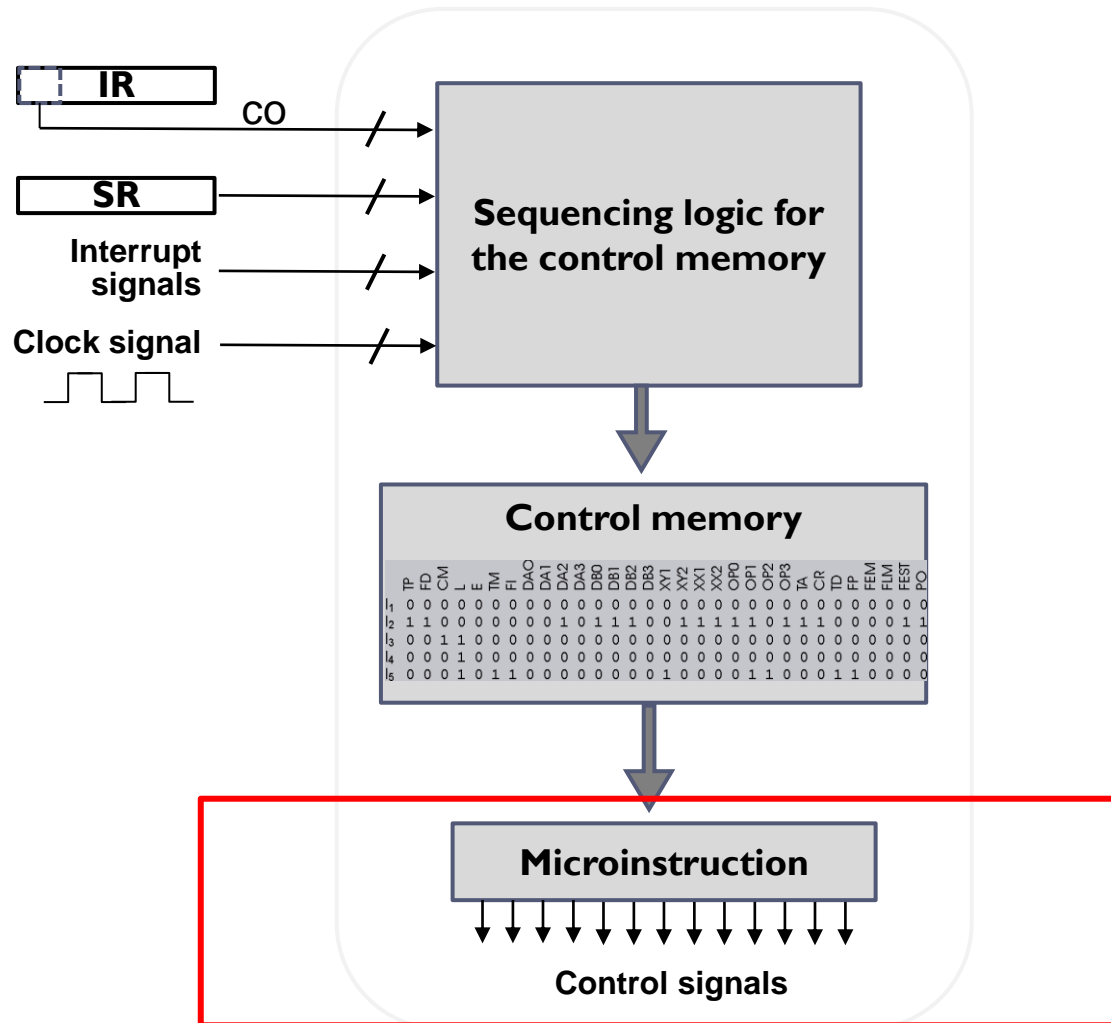 IR
CO
SR
Interrupt
signals
Clock signal
Sequencing logic for
the control memory
Control memory
TP FD CM L E TM FI DAO DA1 DA2 DA3 DB0 DB1 DB2 DB3 XY1 XY2 XX1 XX2 OP0 OP1 OP2 OP3 TA CR TD FP FEM FLM FEST PO
I1 0 0 0 0 0 0 0 0 0 0 0 0 0 0 0 0 0 0 0 0 0 0 0 0 0 0 0 0 0 0 0
I2 1 1 0 0 0 0 0 0 0 1 0 1 1 1 0 0 1 1 1 1 1 0 1 1 1 0 0 0 0 1 1
I3 0 0 1 1 0 0 0 0 0 0 0 0 0 0 0 0 0 0 0 0 0 0 0 0 0 0 0 0 0 0 0
I4 0 0 0 1 0 0 0 0 0 0 0 0 0 0 0 0 0 0 0 0 0 0 0 0 0 0 0 0 0 0 0
I5 0 0 0 1 0 1 1 0 0 0 0 0 0 0 0 1 0 0 0 0 1 1 0 0 0 1 1 0 0 0 0
Microinstruction
Control signals